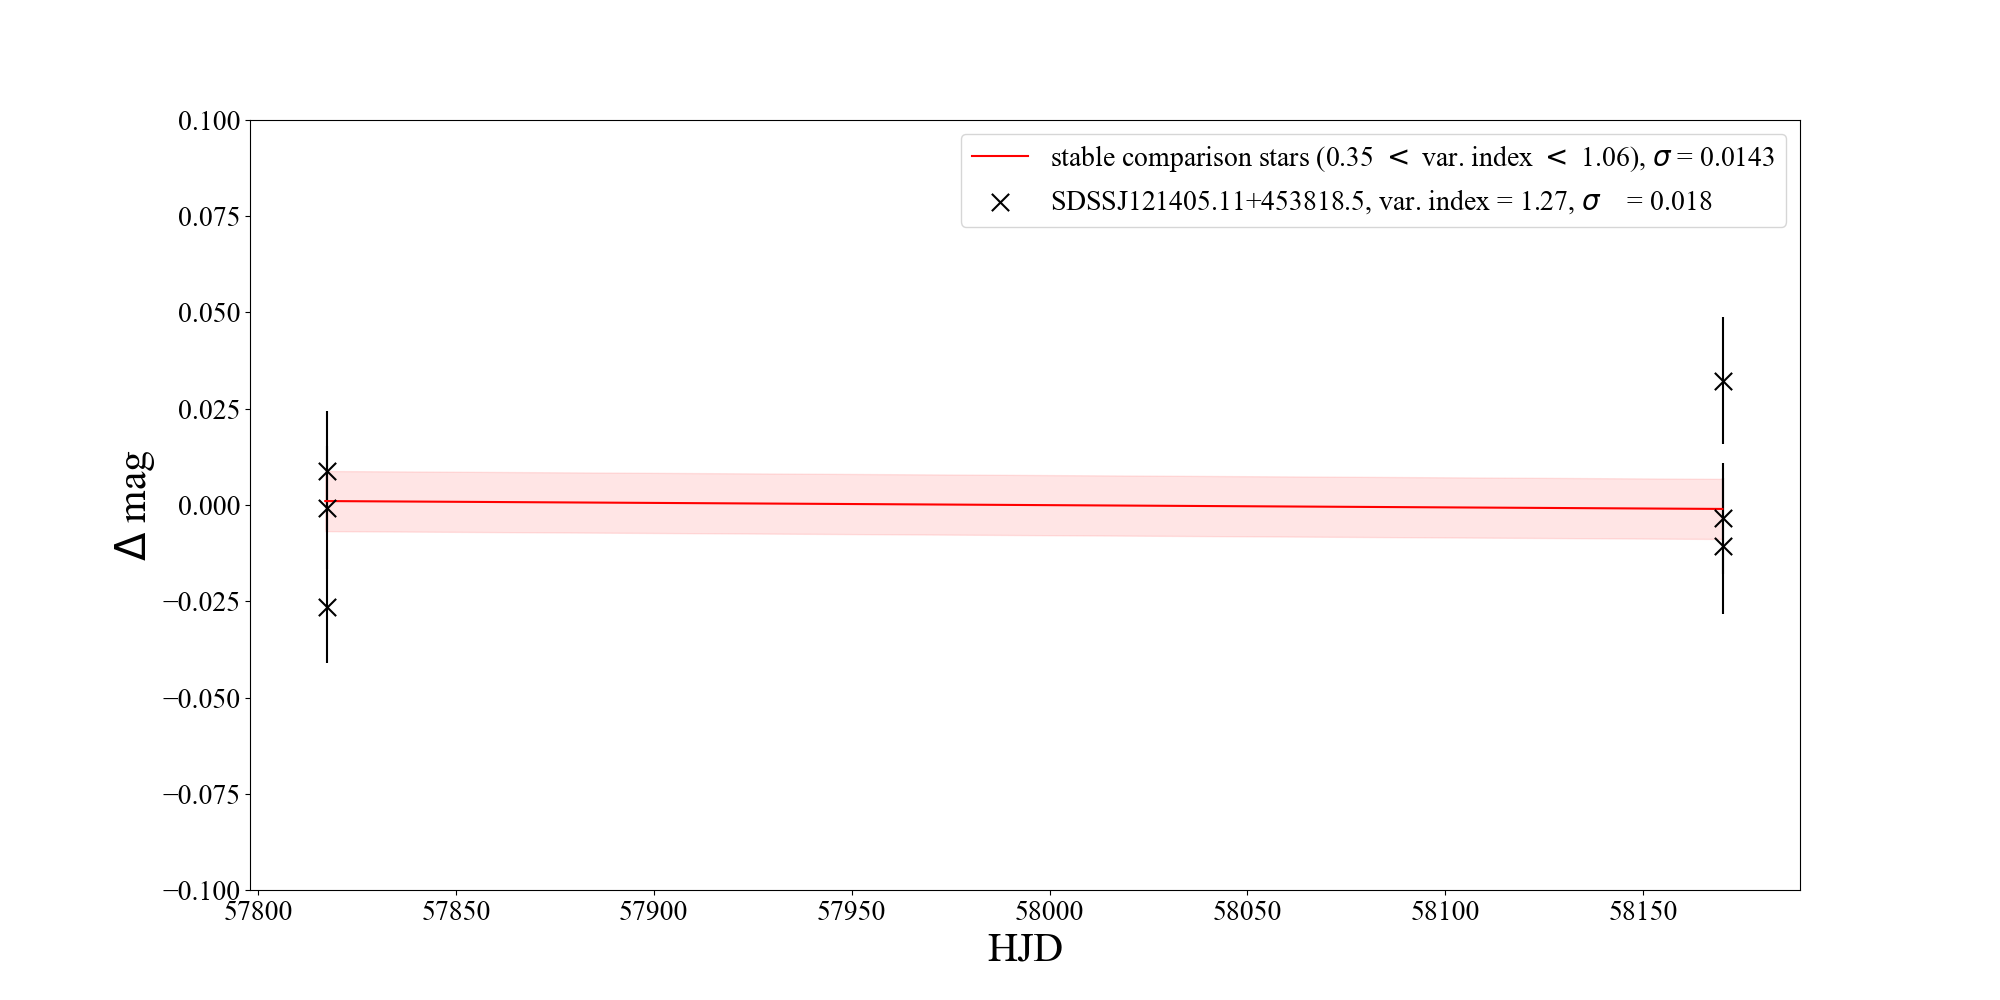 0.100
0.075
0.050
0.025
0.000
−0.025
−0.050
−0.075
−0.100
Δ mag
stable comparison stars (0.35 < var. index < 1.06), σ = 0.0143
SDSSJ121405.11+453818.5, var. index = 1.27, σ = 0.018
57800 57850 57900 57950 58000 58050 58100 58150
HJD